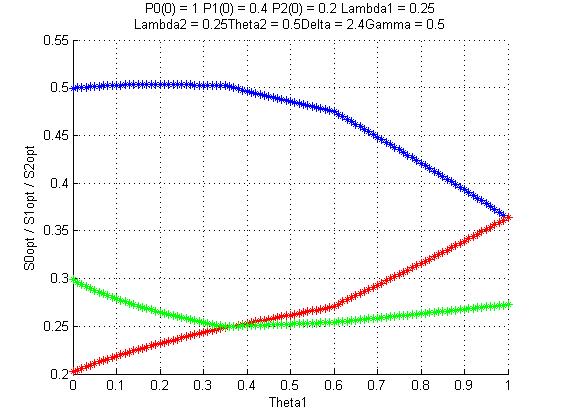 P0(0) = 1 P1(0) = 0.4 P2(0) = 0.2 Lambda1 = 0.25
Lambda2 = 0.25Theta2 = 0.5Delta = 2.4Gamma = 0.5
0.55
0.5
0.45
0.4
0.35
0.3
0.25
0.2
S0opt / S1opt / S2opt
0 0.1 0.2 0.3 0.4 0.5 0.6 0.7 0.8 0.9 1
Theta1